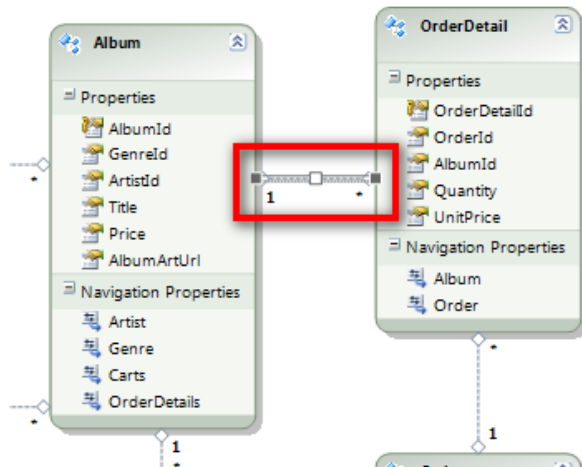 Album
Properties
AlbumId
GenreId
ArtistId
Title
Price
AlbumArtUrl
Navigation Properties
Artist
Genre
Carts
OrderDetails
*
*
1
*
1
*
OrderDetail
Properties
OrderDetailId
OrderId
AlbumId
Quantity
UnitPrice
Navigation Properties
Album
Order
*
1